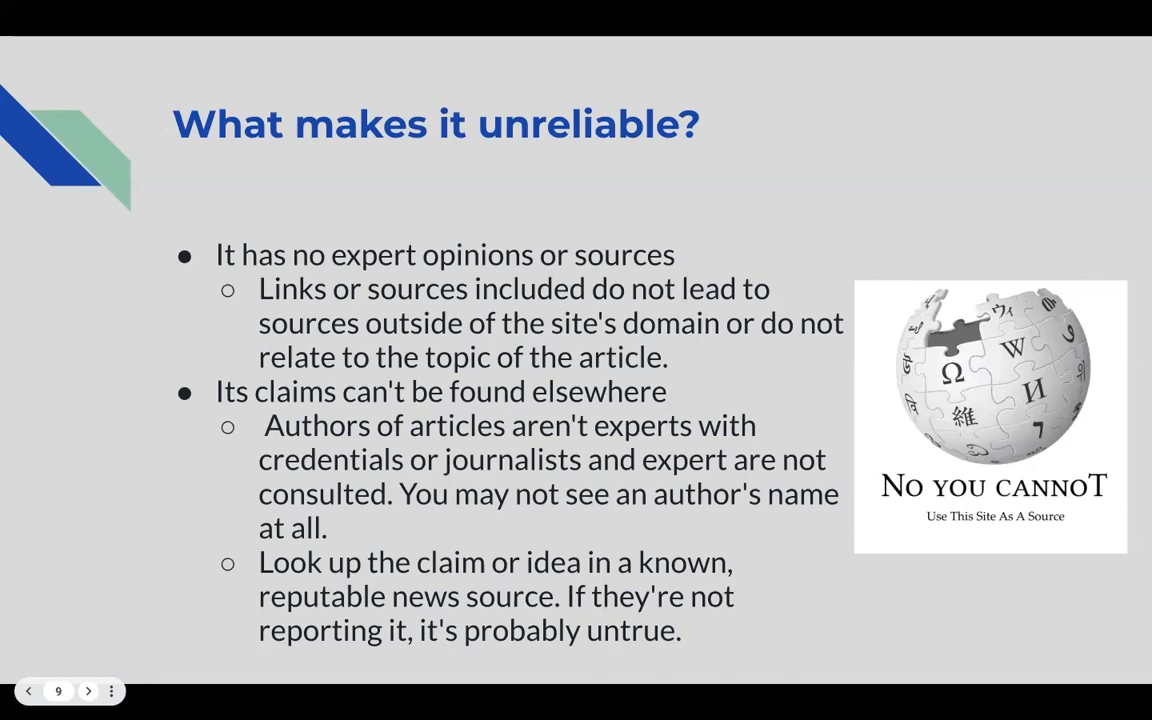 What makes it unreliable?
● It has no expert opinions or sources
○ Links or sources included do not lead to
sources outside of the site's domain or do not
relate to the topic of the article.
● Its claims can't be found elsewhere
○ Authors of articles aren't experts with
credentials or journalists and expert are not
consulted. You may not see an author's name
at all.
○ Look up the claim or idea in a known,
reputable news source. If they're not
reporting it, it's probably untrue.
ウィ
W
Ω
И
維
No you cannoT
Use This Site As A Source
9